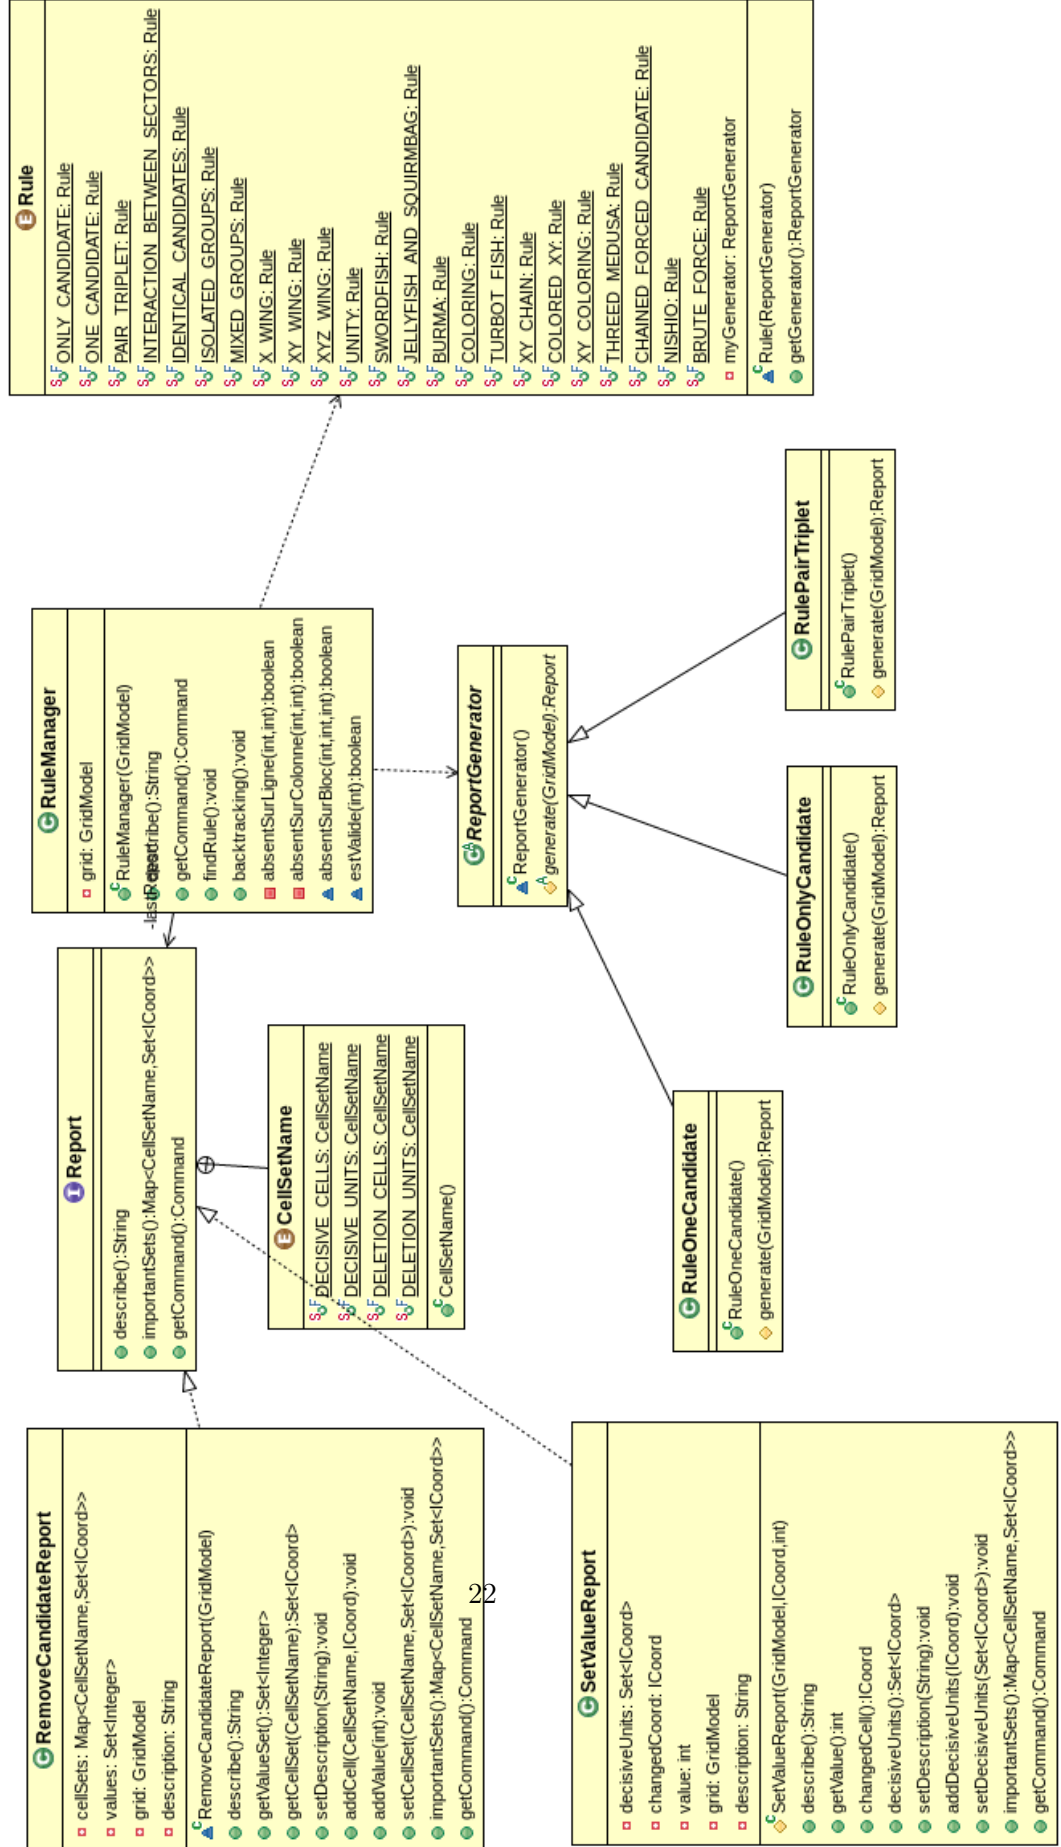 RemoveCandidateReport
cellSets: Map<CellSetName,Set<ICoord>>
values: Set<Integer>
grid: GridModel
description: String
RemoveCandidateReport(GridModel)
describe():String
getValueSet():Set<Integer>
getCellSet(CellSetName):Set<ICoord>
setDescription(String):void
addCell(CellSetName,ICoord):void
addValue(int):void
setCellSet(CellSetName,Set<ICoord>):void
importantSets():Map<CellSetName,Set<ICoord>>
getCommand():Command
SetValueReport
decisiveUnits: Set<ICoord>
changedCoord: ICoord
value: int
grid: GridModel
description: String
SetValueReport(GridModel,ICoord,int)
describe():String
getValue():int
changedCell():ICoord
decisiveUnits():Set<ICoord>
setDescription(String):void
addDecisiveUnits(ICoord):void
setDecisiveUnits(Set<ICoord>):void
importantSets():Map<CellSetName,Set<ICoord>>
getCommand():Command
Report
describe():String
importantSets():Map<CellSetName,Set<ICoord>>
getCommand():Command
CellSetName
DECISIVE_CELLS: CellSetName
DECISIVE_UNITS: CellSetName
DELETION_CELLS: CellSetName
DELETION_UNITS: CellSetName
CellSetName()
RuleOneCandidate
RuleOneCandidate()
generate(GridModel):Report
RuleManager
grid: GridModel
RuleManager(GridModel)
describe():String
-lastReport
getCommand():Command
findRule():void
backtracking():void
absentSurLigne(int,int):boolean
absentSurColonne(int,int):boolean
absentSurBloc(int,int,int):boolean
estValide(int):boolean
ReportGenerator
ReportGenerator()
generate(GridModel):Report
RuleOnlyCandidate
RuleOnlyCandidate()
generate(GridModel):Report
RulePairTriplet
RulePairTriplet()
generate(GridModel):Report
Rule
ONLY_CANDIDATE: Rule
ONE_CANDIDATE: Rule
PAIR_TRIPLET: Rule
INTERACTION_BETWEEN_SECTORS: Rule
IDENTICAL_CANDIDATES: Rule
ISOLATED_GROUPS: Rule
MIXED_GROUPS: Rule
X_WING: Rule
XY_WING: Rule
XYZ_WING: Rule
UNITY: Rule
SWORDFISH: Rule
JELLYFISH_AND_SQUIRMBAG: Rule
BURMA: Rule
COLORING: Rule
TURBOT_FISH: Rule
XY_CHAIN: Rule
COLORED_XY: Rule
XY_COLORING: Rule
THREED_MEDUSA: Rule
CHAINED_FORCED_CANDIDATE: Rule
NISHIO: Rule
BRUTE_FORCE: Rule
myGenerator: ReportGenerator
Rule(ReportGenerator)
getGenerator():ReportGenerator
22